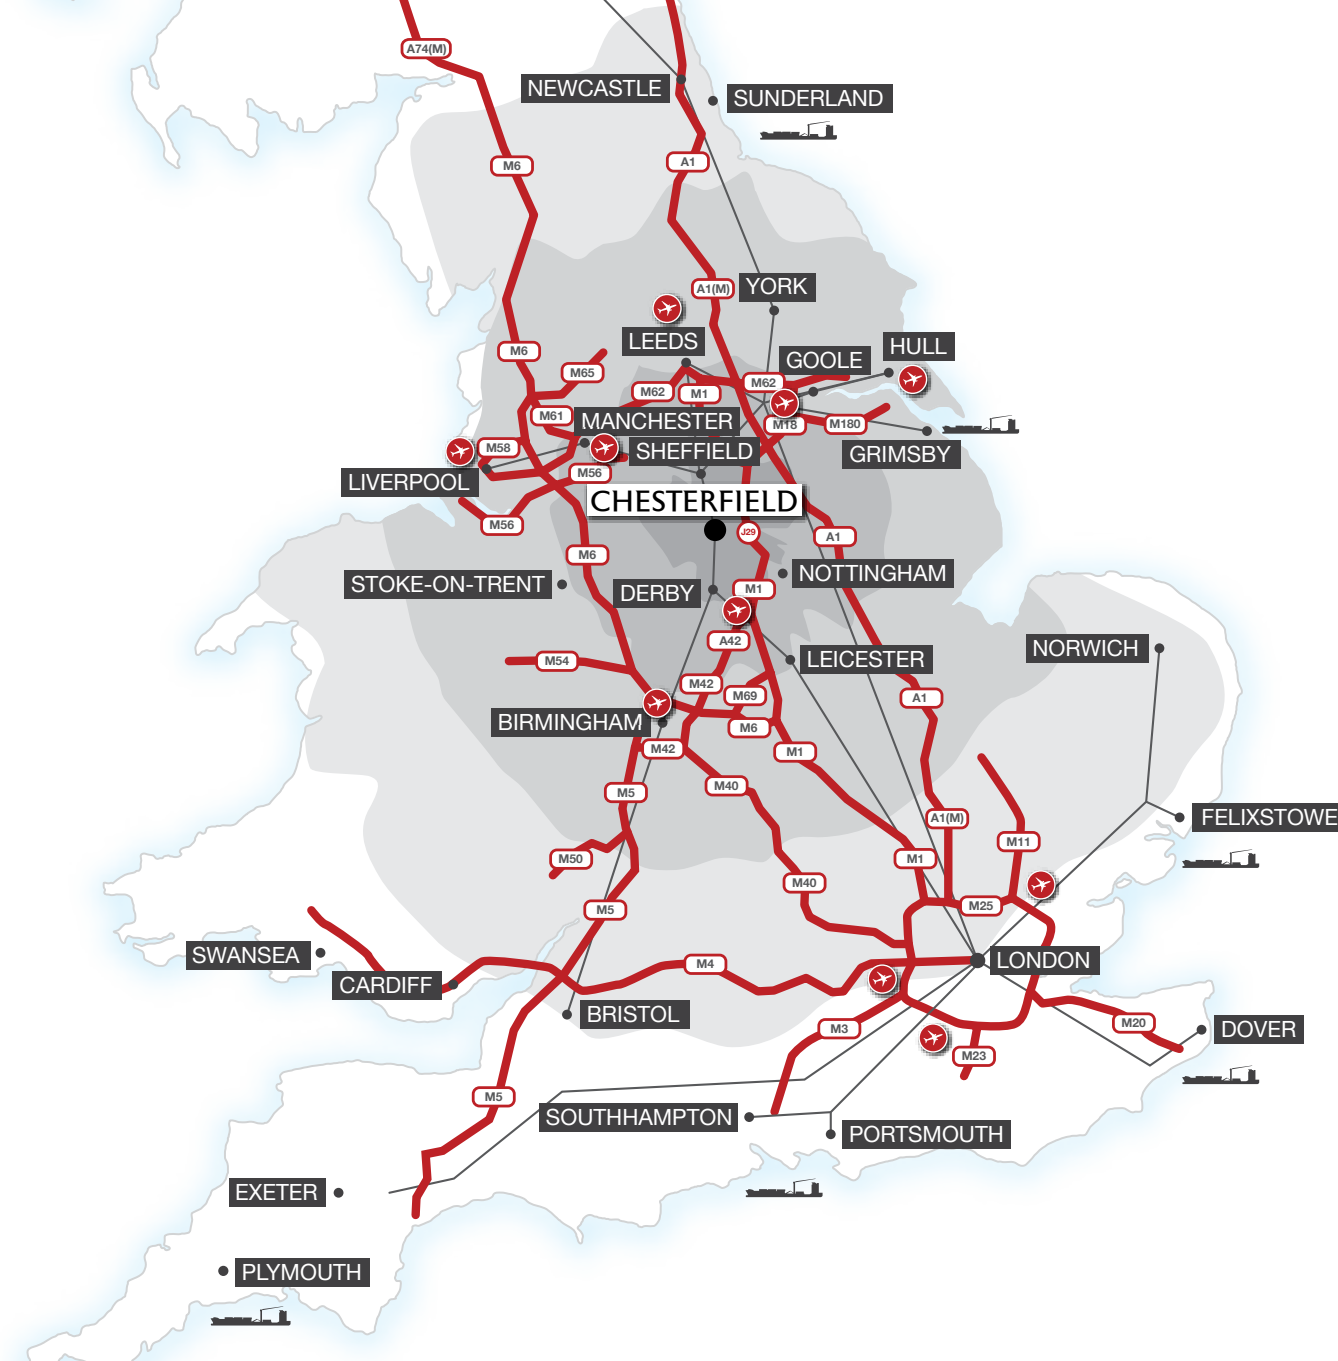 A74(M)
NEWCASTLE
SUNDERLAND
M6
A1
A1(M)
YORK
LEEDS
HULL
GOOLE
M6
M65
M62
M1
M62
M61
MANCHESTER
M18
M180
M58
SHEFFIELD
GRIMSBY
LIVERPOOL
M56
CHESTERFIELD
M56
J29
A1
M6
STOKE-ON-TRENT
DERBY
M1
NOTTINGHAM
A42
NORWICH
M54
LEICESTER
M42
M69
A1
BIRMINGHAM
M6
M42
M1
M5
M40
A1(M)
FELIXSTOWE
M50
M1
M11
M40
M5
M25
SWANSEA
M4
LONDON
CARDIFF
BRISTOL
M3
M20
DOVER
M23
M5
SOUTHHAMPTON
PORTSMOUTH
EXETER
PLYMOUTH